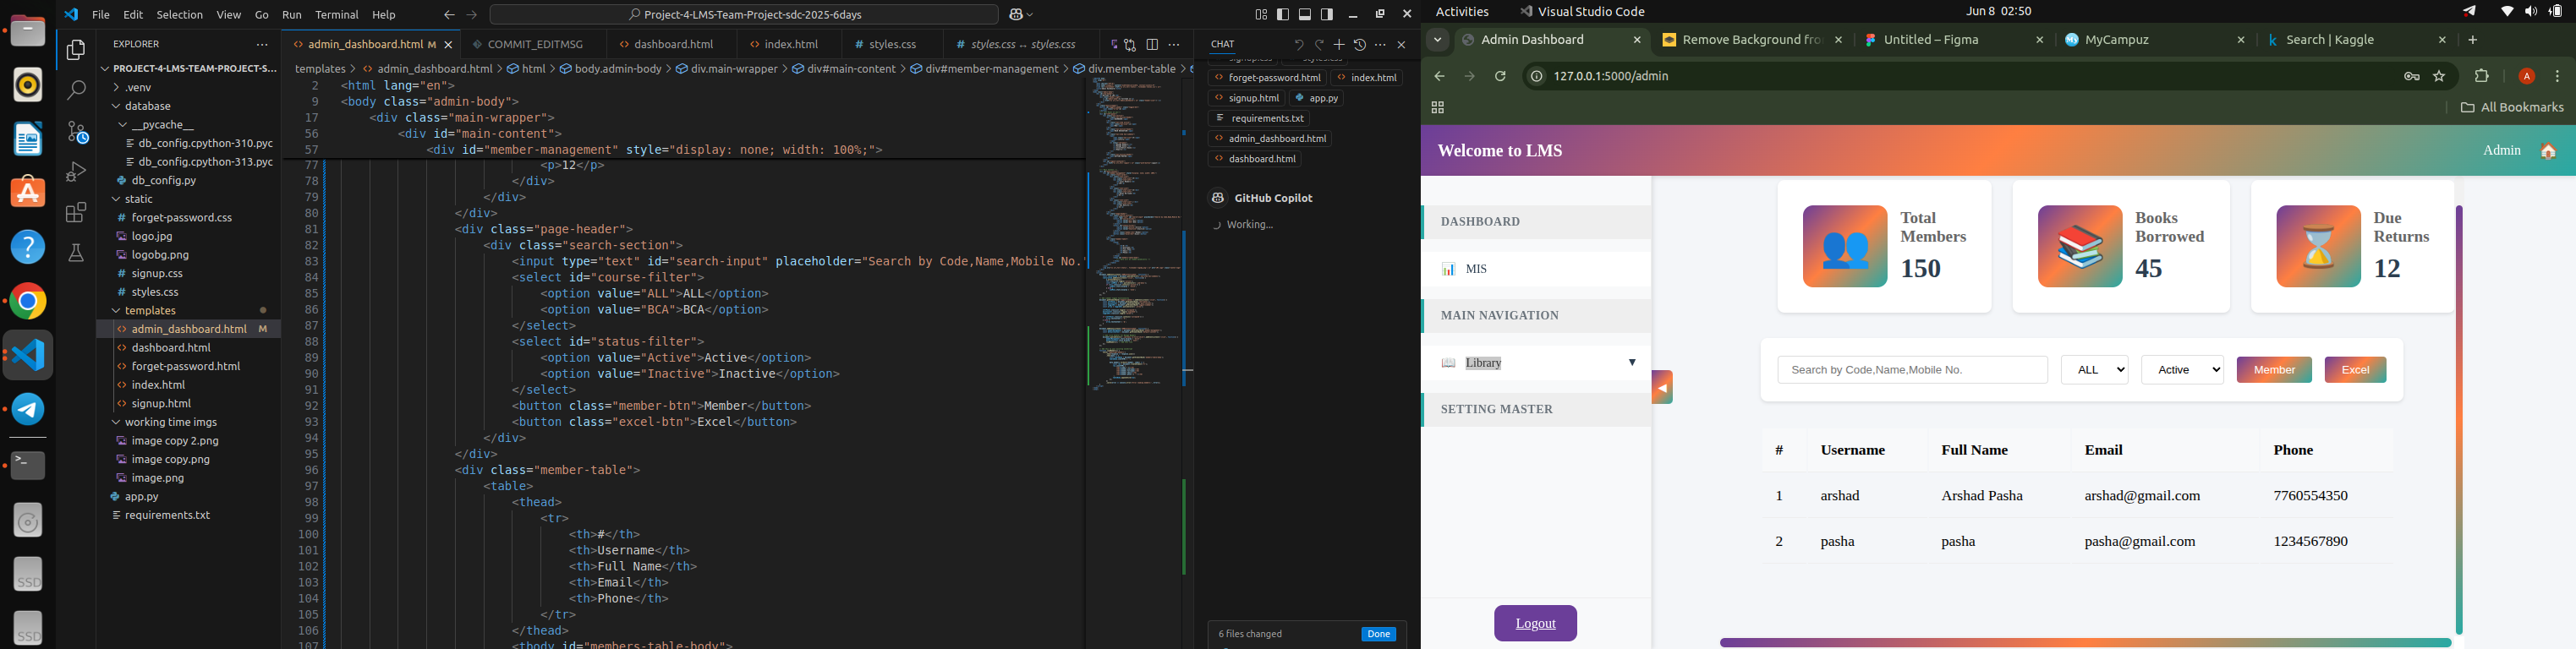 File Edit Selection View Go Run Terminal Help
Project-4-LMS-Team-Project-sdc-2025-6days
EXPLORER
PROJECT-4-LMS-TEAM-PROJECT-S...
.venv
database
__pycache__
db_config.cpython-310.pyc
db_config.cpython-313.pyc
db_config.py
static
forget-password.css
logo.jpg
logobg.png
signup.css
styles.css
templates
admin_dashboard.html M
dashboard.html
forget-password.html
index.html
signup.html
working time imgs
image copy 2.png
image copy.png
image.png
app.py
requirements.txt
SSD
SSD
admin_dashboard.html M COMMIT_EDITMSG dashboard.html index.html styles.css styles.css ↔ styles.css
templates > admin_dashboard.html > html > body.admin-body > div.main-wrapper > div#main-content > div#member-management > div.member-table >
2 <html lang="en">
9 <body class="admin-body">
17 <div class="main-wrapper">
56 <div id="main-content">
57 <div id="member-management" style="display: none; width: 100%;">
77 <p>12</p>
78 </div>
79 </div>
80 </div>
81 <div class="page-header">
82 <div class="search-section">
83 <input type="text" id="search-input" placeholder="Search by Code,Name,Mobile No."
84 <select id="course-filter">
85 <option value="ALL">ALL</option>
86 <option value="BCA">BCA</option>
87 </select>
88 <select id="status-filter">
89 <option value="Active">Active</option>
90 <option value="Inactive">Inactive</option>
91 </select>
92 <button class="member-btn">Member</button>
93 <button class="excel-btn">Excel</button>
94 </div>
95 </div>
96 <div class="member-table">
97 <table>
98 <thead>
99 <tr>
100 <th>#</th>
101 <th>Username</th>
102 <th>Full Name</th>
103 <th>Email</th>
104 <th>Phone</th>
105 </tr>
106 </thead>
107 <tbody id="members-table-body">
CHAT
forget-password.html index.html
signup.html app.py
requirements.txt
admin_dashboard.html
dashboard.html
GitHub Copilot
Working...
6 files changed Done
Activities Visual Studio Code Jun 8 02:50
Admin Dashboard Remove Background fro Untitled – Figma MyCampuz Search | Kaggle
127.0.0.1:5000/admin A
All Bookmarks
Welcome to LMS Admin
DASHBOARD
MIS
MAIN NAVIGATION
Library
SETTING MASTER
Logout
Total Members 150
Books Borrowed 45
Due Returns 12
Search by Code,Name,Mobile No. ALL Active Member Excel
# Username Full Name Email Phone
1 arshad Arshad Pasha arshad@gmail.com 7760554350
2 pasha pasha pasha@gmail.com 1234567890